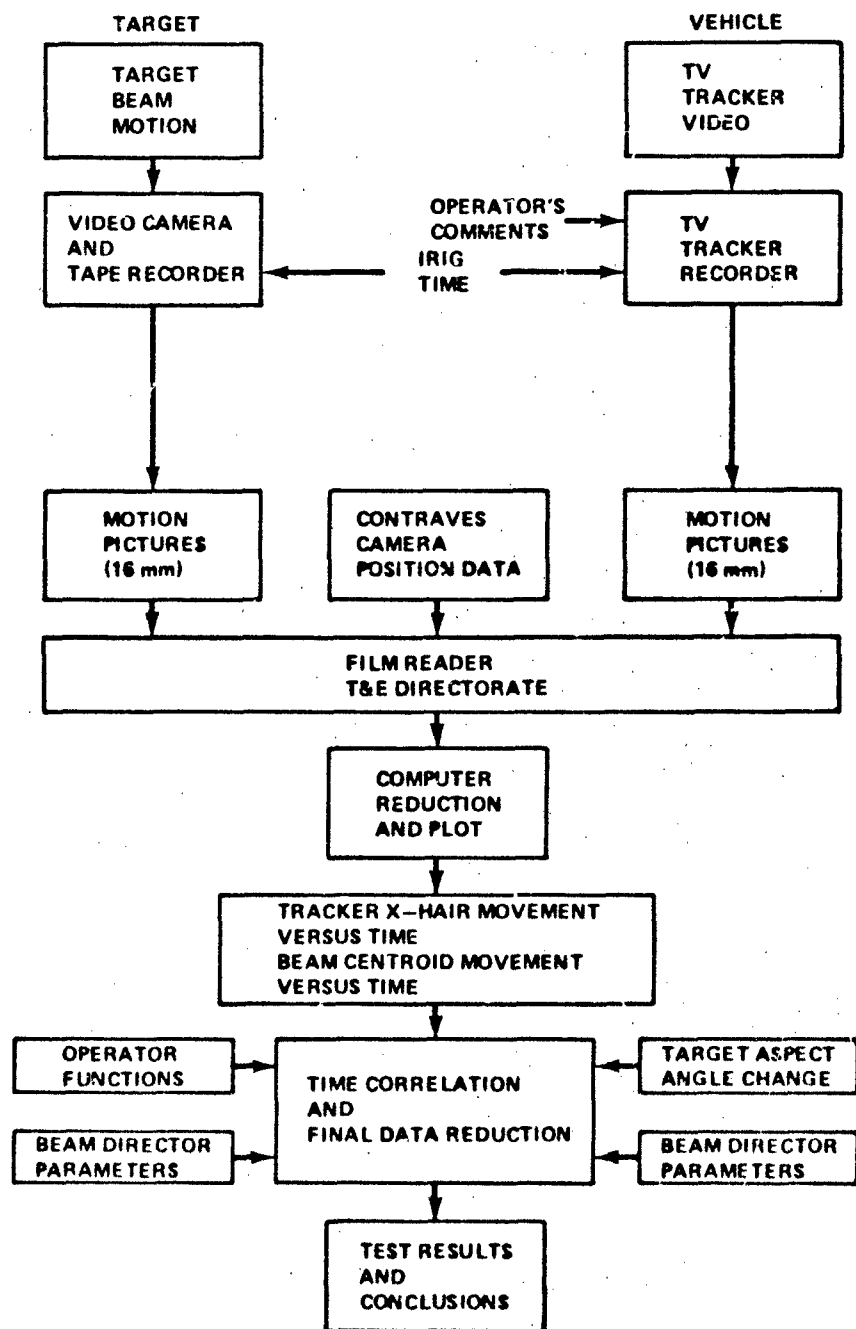 TARGET
VEHICLE
TARGET
BEAM
MOTION
TV
TRACKER
VIDEO
VIDEO CAMERA
AND
TAPE RECORDER
OPERATOR'S
COMMENTS
IRIG
TIME
TV
TRACKER
RECORDER
MOTION
PICTURES
(16 mm)
CONTRAVES
CAMERA
POSITION DATA
MOTION
PICTURES
(16 mm)
FILM READER
T&E DIRECTORATE
COMPUTER
REDUCTION
AND PLOT
TRACKER X-HAIR MOVEMENT
VERSUS TIME
BEAM CENTROID MOVEMENT
VERSUS TIME
OPERATOR
FUNCTIONS
BEAM DIRECTOR
PARAMETERS
TIME CORRELATION
AND
FINAL DATA REDUCTION
TARGET ASPECT
ANGLE CHANGE
BEAM DIRECTOR
PARAMETERS
TEST RESULTS
AND
CONCLUSIONS